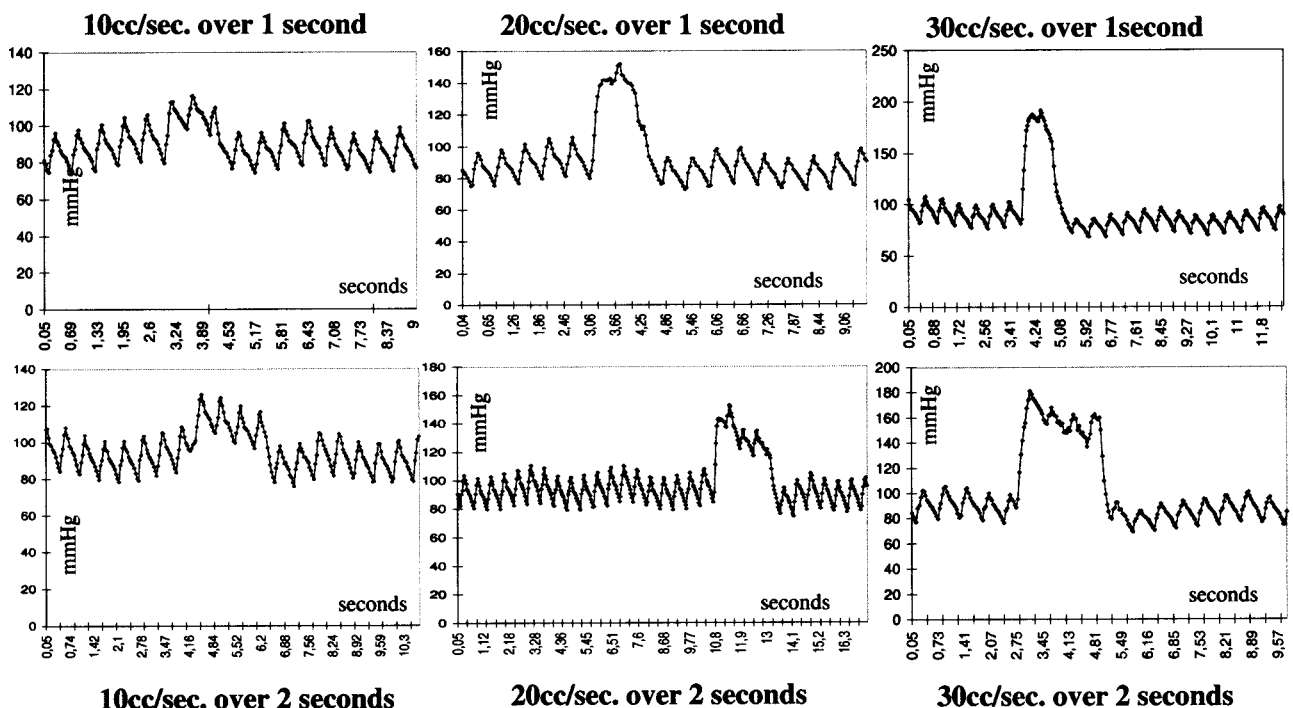 10cc/sec. over 1 second
140
120
100
80
60
40
20
0
mmHg
seconds
0,05 0,69 1,33 1,95 2,6 3,24 3,89 4,53 5,17 5,81 6,43 7,08 7,73 8,37 9
20cc/sec. over 1 second
160
140
120
100
80
60
40
20
0
mmHg
seconds
0,04 0,65 1,26 1,86 2,46 3,06 3,66 4,25 4,86 5,46 6,06 6,66 7,26 7,87 8,44 9,06
30cc/sec. over 1second
250
200
150
100
50
0
mmHg
seconds
0,05 0,88 1,72 2,56 3,41 4,24 5,08 5,92 6,77 7,61 8,45 9,27 10,1 11 11,8
140
120
100
80
60
40
20
0
mmHg
seconds
0,05 0,74 1,42 2,1 2,78 3,47 4,16 4,84 5,52 6,2 6,88 7,56 8,24 8,92 9,59 10,3
10cc/sec. over 2 seconds
180
160
140
120
100
80
60
40
20
0
mmHg
seconds
0,05 1,12 2,18 3,28 4,36 5,45 6,51 7,6 8,69 9,77 10,8 11,9 13 14,1 15,2 16,3
20cc/sec. over 2 seconds
200
180
160
140
120
100
80
60
40
20
0
mmHg
seconds
0,05 0,73 1,41 2,07 2,75 3,45 4,13 4,81 5,49 6,16 6,85 7,53 8,21 8,89 9,57
30cc/sec. over 2 seconds